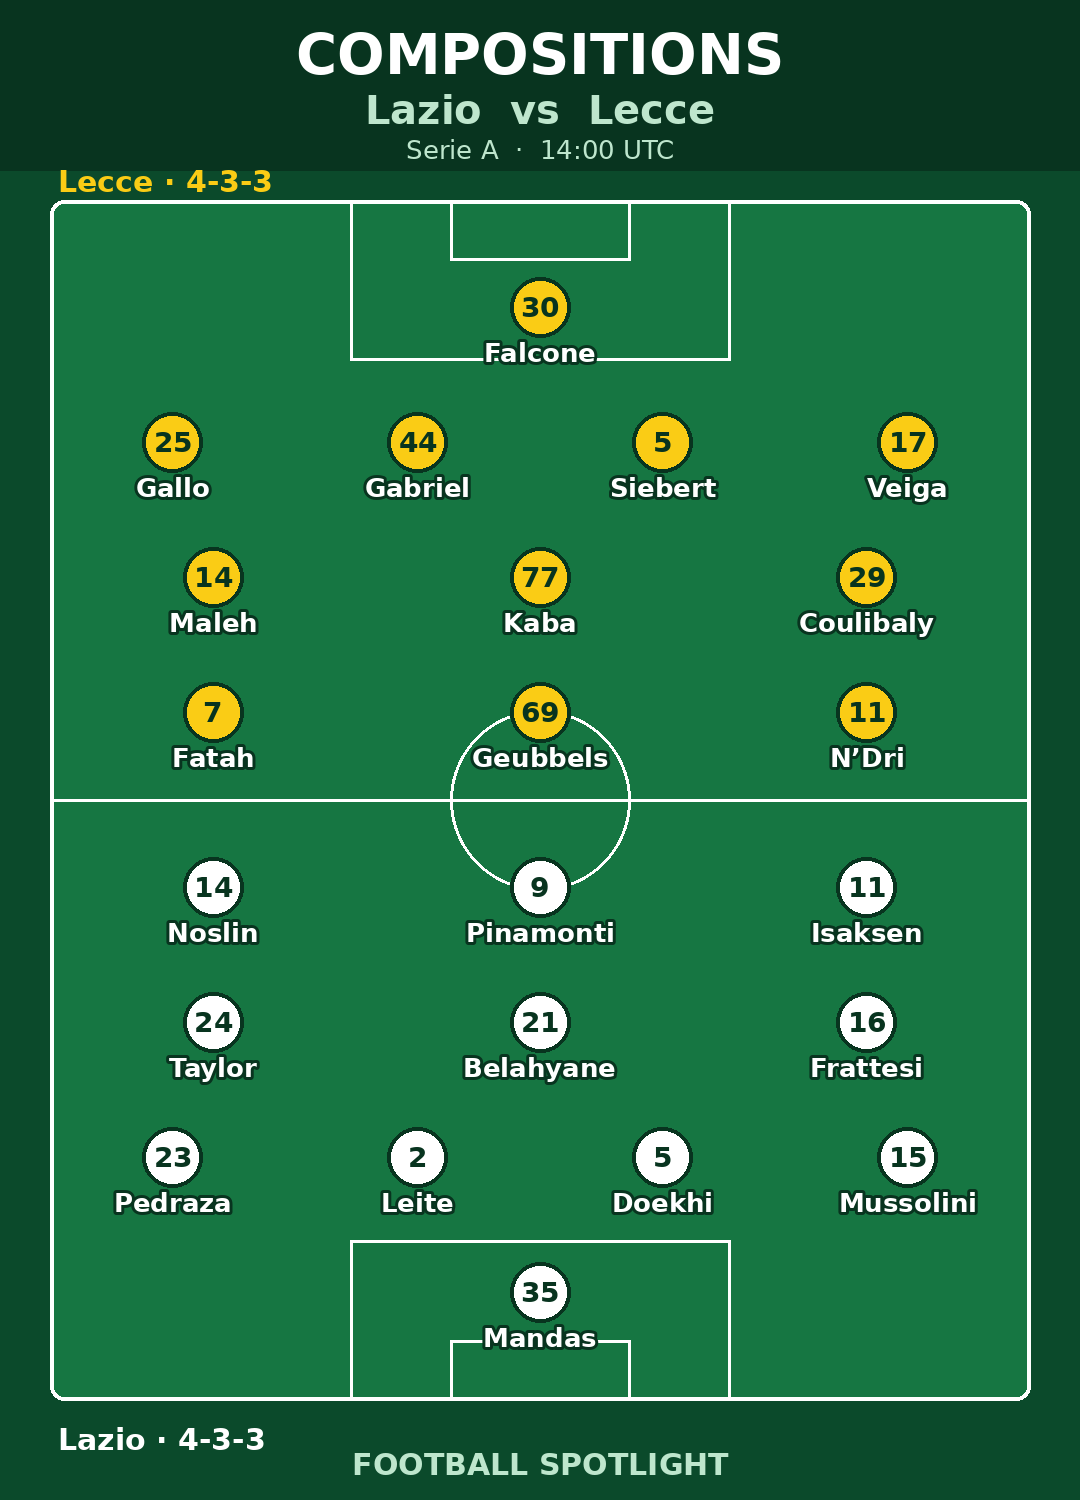 COMPOSITIONS
Lazio vs Lecce
Serie A · 14:00 UTC
Lecce · 4-3-3
30
Falcone
25 44 5 17
Gallo Gabriel Siebert Veiga
14 77 29
Maleh Kaba Coulibaly
7 69 11
Fatah Geubbels N’Dri
14 9 11
Noslin Pinamonti Isaksen
24 21 16
Taylor Belahyane Frattesi
23 2 5 15
Pedraza Leite Doekhi Mussolini
35
Mandas
Lazio · 4-3-3
FOOTBALL SPOTLIGHT